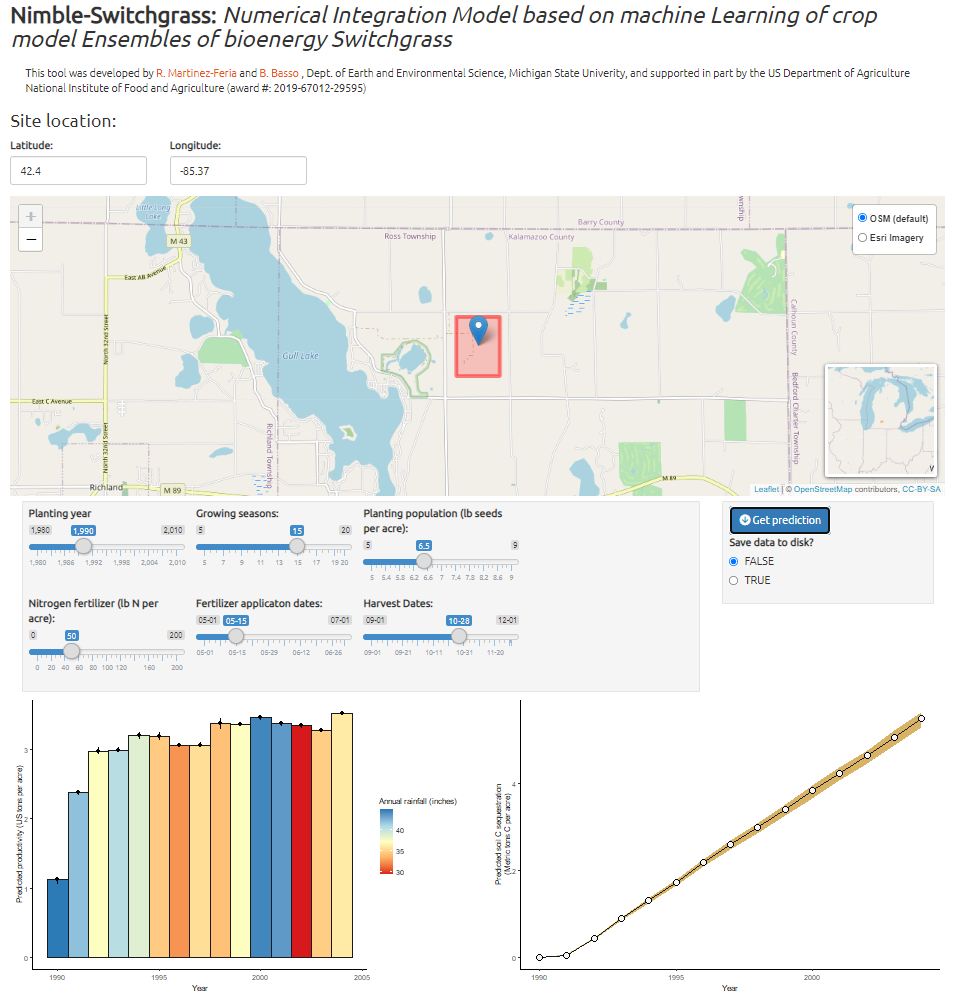 Nimble-Switchgrass: Numerical Integration Model based on machine Learning of crop
model Ensembles of bioenergy Switchgrass
This tool was developed by R. Martinez-Feria and B. Basso , Dept. of Earth and Environmental Science, Michigan State Univerity, and supported in part by the US Department of Agriculture
National Institute of Food and Agriculture (award #: 2019-67012-29595)
Site location:
Latitude:
Longitude:
42.4
-85.37
+
−
Little Long
Lake
M 43
East AB Avenue
North 32nd Street
Gull Lake
Ross Township
Barry County
Kalamazoo County
wnship
OSM (default)
Esri Imagery
Calhoun County
Bedford Charter Township
East C Avenue
North 32nd Street
Richland Township
Richland
M 89
M 89
Leaflet | © OpenStreetMap contributors, CC-BY-SA
Planting year
1,980 1,990 2,010
1,980 1,986 1,992 1,998 2,004 2,010
Growing seasons:
5 15 20
5 7 9 11 13 15 17 19 20
Planting population (lb seeds
per acre):
5 6.5 9
5 5.4 5.8 6.2 6.6 7 7.4 7.8 8.2 8.6 9
Get prediction
Save data to disk?
FALSE
TRUE
Nitrogen fertilizer (lb N per
acre):
0 50 200
0 20 40 60 80 100 120 160 200
Fertilizer applicaton dates:
05-01 05-15 07-01
05-01 05-15 05-29 06-12 06-26
Harvest Dates:
09-01 10-28 12-01
09-01 09-21 10-11 10-31 11-20
Predicted productivity (US tons per acre)
3
2
1
0
1990 1995 2000 2005
Year
Annual rainfall (inches)
40
35
30
Predicted soil C sequestration
(Metric tons C per acre)
4
2
0
1990 1995 2000
Year